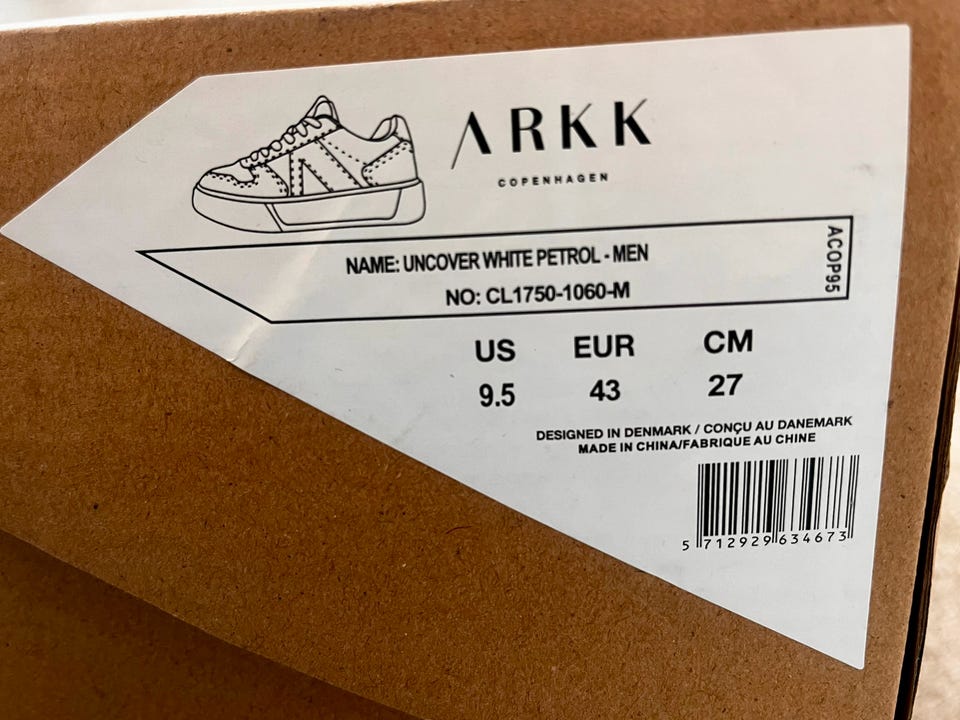 ARKK
COPENHAGEN
NAME: UNCOVER WHITE PETROL - MEN
NO: CL1750-1060-M
ACOP95
US EUR CM
9.5 43 27
DESIGNED IN DENMARK / CONÇU AU DANEMARK
MADE IN CHINA/FABRIQUE AU CHINE
5 712929 634673